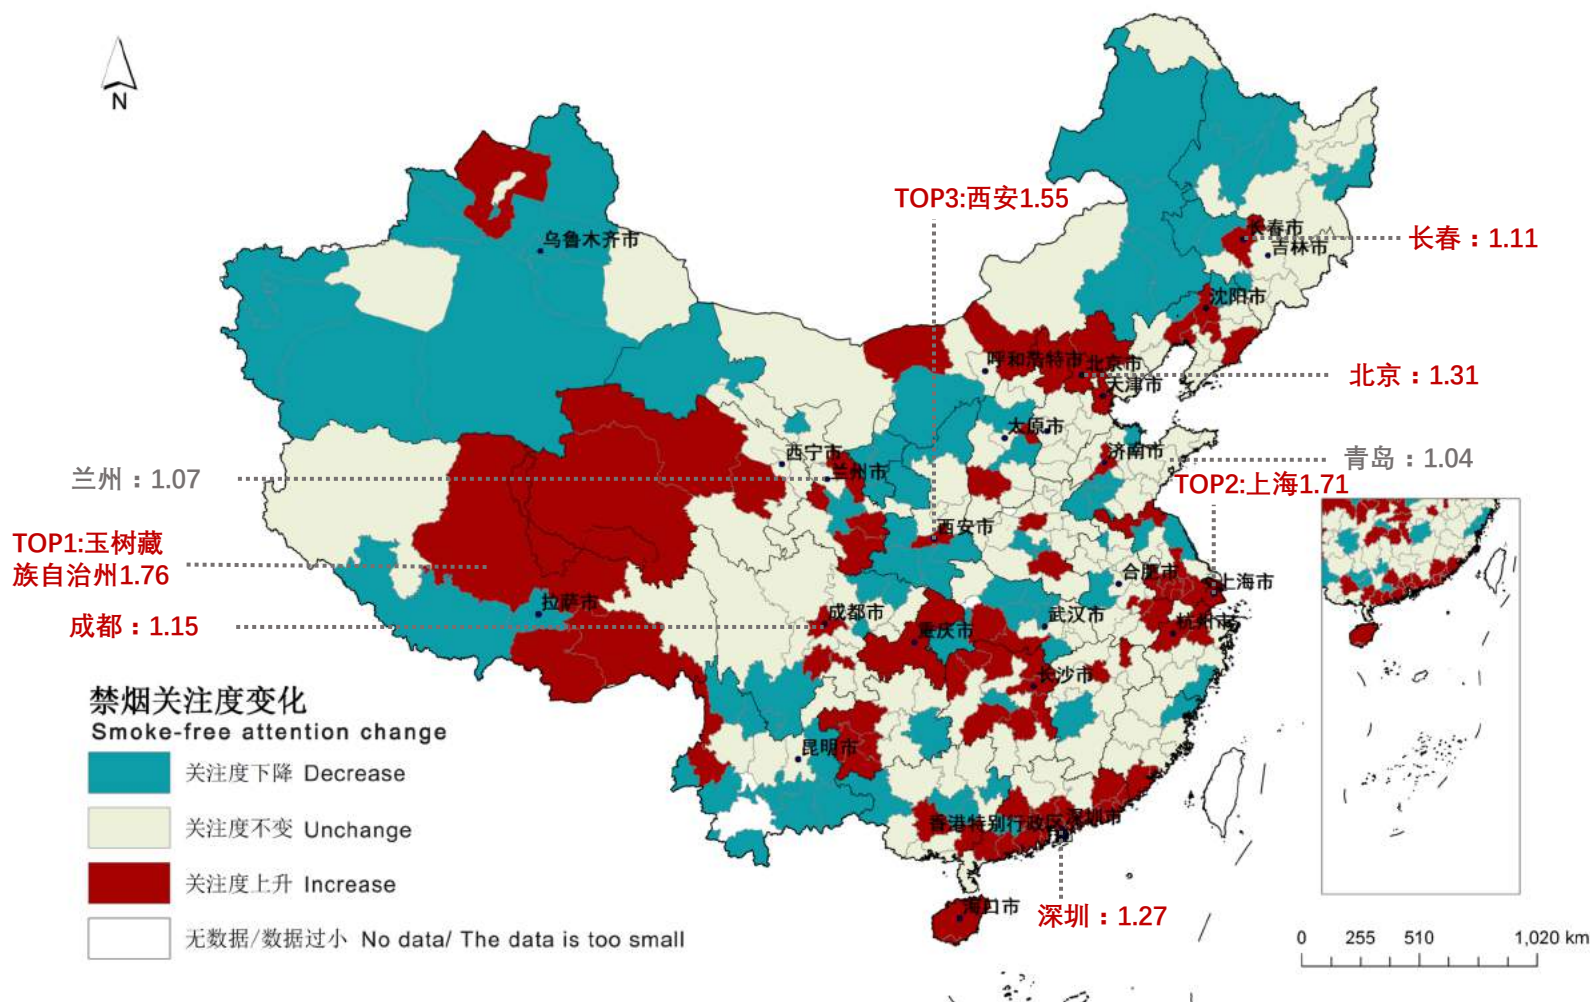 N
TOP3:西安1.55
长春市
长春：1.11
吉林市
乌鲁木齐市
沈阳市
呼和浩特市
北京市
北京：1.31
天津市
太原市
济南市
青岛：1.04
西宁市
兰州市
兰州：1.07
TOP2:上海1.71
西安市
TOP1:玉树藏
族自治州1.76
合肥市
上海市
拉萨市
成都市
成都：1.15
重庆市
武汉市
杭州市
长沙市
昆明市
香港特别行政区
深圳市
海口市
深圳：1.27
禁烟关注度变化
Smoke-free attention change
关注度下降 Decrease
关注度不变 Unchange
关注度上升 Increase
无数据/数据过小 No data/ The data is too small
0 255 510 1,020 km